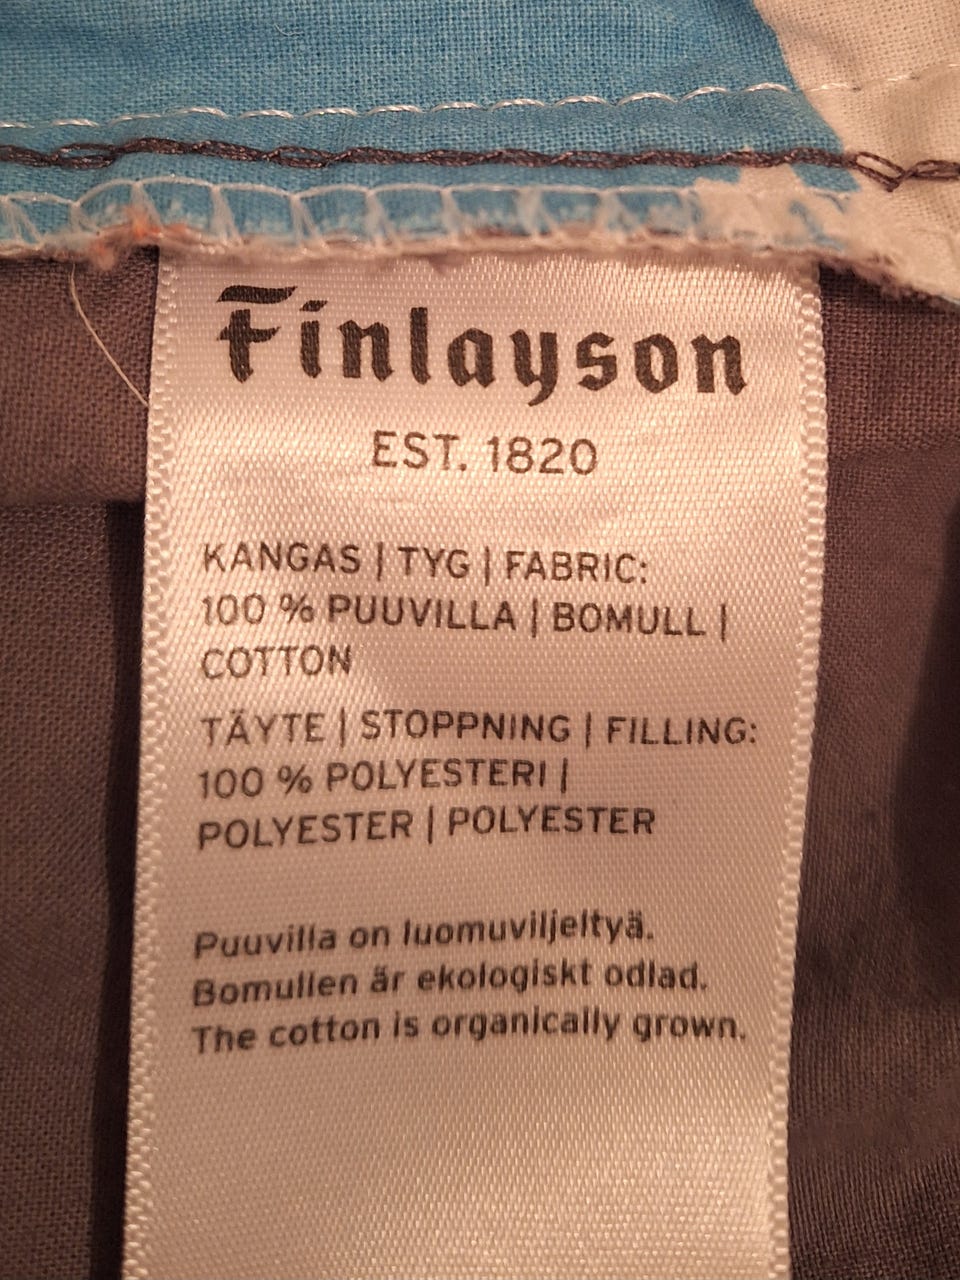 Finlayson
EST. 1820
KANGAS | TYG | FABRIC:
100 % PUUVILLA | BOMULL |
COTTON
TÄYTE | STOPPNING | FILLING:
100 % POLYESTERI |
POLYESTER | POLYESTER
Puuvilla on luomuviljeltyä.
Bomullen är ekologiskt odlad.
The cotton is organically grown.